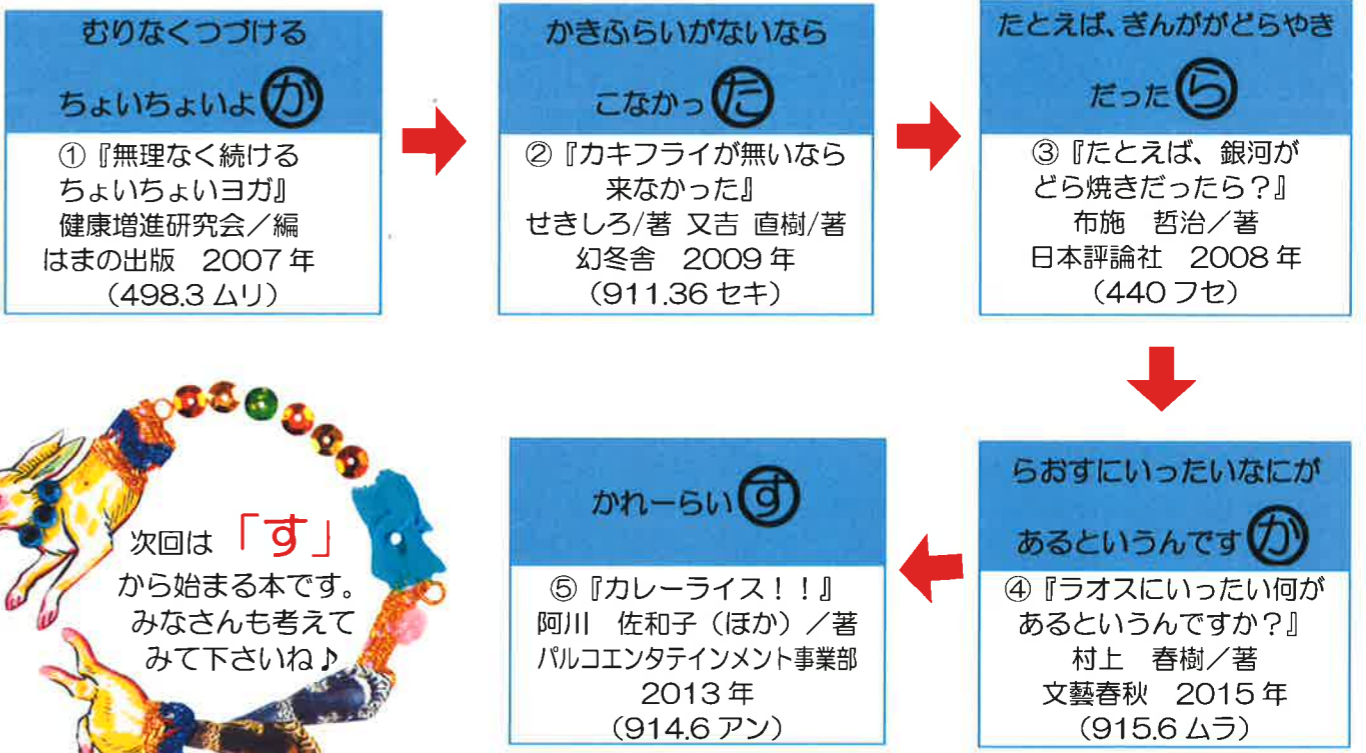 むりなくつづける
ちょいちょいよが
①『無理なく続ける
ちょいちょいヨガ』
健康増進研究会／編
はまの出版　2007年
（498.3 ムリ）
かきふらいがないなら
こなかった
②『カキフライが無いなら
来なかった』
せきしろ/著 又吉 直樹/著
幻冬舎　2009年
（911.36 セキ）
たとえば、ぎんががどらやき
だったら
③『たとえば、銀河が
どら焼きだったら？』
布施　哲治／著
日本評論社　2008年
（440 フセ）
らおすにいったいなにが
あるというんですか
④『ラオスにいったい何が
あるというんですか？』
村上　春樹／著
文藝春秋　2015年
（915.6 ムラ）
かれーらいす
⑤『カレーライス！！』
阿川　佐和子（ほか）／著
パルコエンタテインメント事業部
2013年
（914.6 アン）
次回は「す」
から始まる本です。
みなさんも考えて
みて下さいね♪